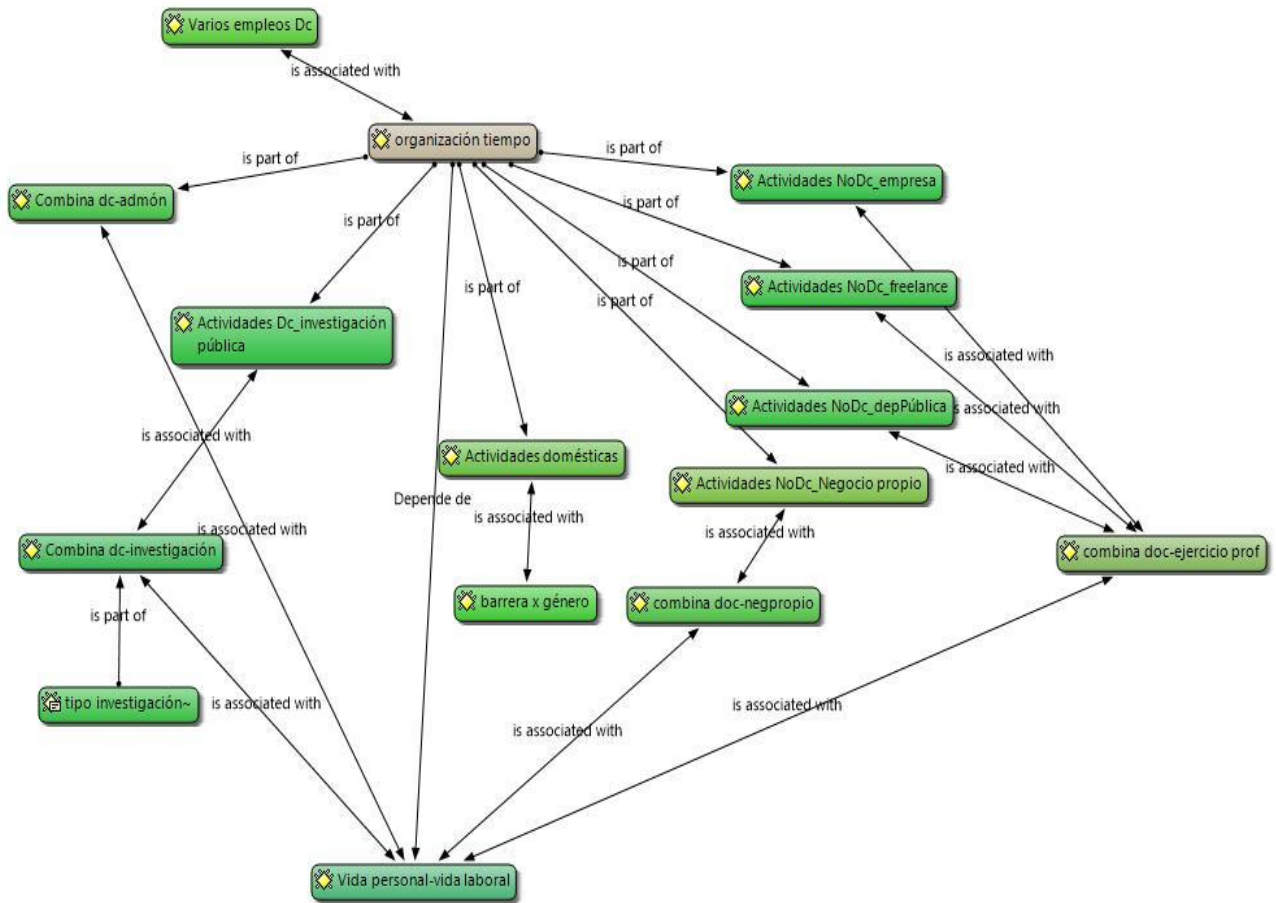 Varios empleos Dc
is associated with
organización tiempo
is part of
is part of
Combina dc-admón
Actividades NoDc_empresa
is part of
is part of
is part of
Actividades NoDc_freelance
is part of
is part of
Actividades Dc_investigación
pública
is associated with
Actividades NoDc_depPública
is associated with
is associated with
Actividades domésticas
is associated with
Actividades NoDc_Negocio propio
Depende de
is associated with
is associated with
is associated with
Combina dc-investigación
combina doc-ejercicio prof
barrera x género
combina doc-negpropio
is part of
tipo investigación~
is associated with
is associated with
is associated with
Vida personal-vida laboral